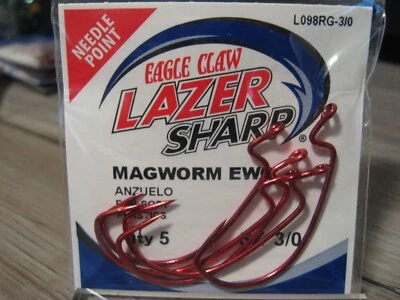 L098RG-3/0
NEEDLE
POINT
EAGLE CLAW
LAZER
SHARP®
MAGWORM EW
ANZUELO
Qty 5 3/0